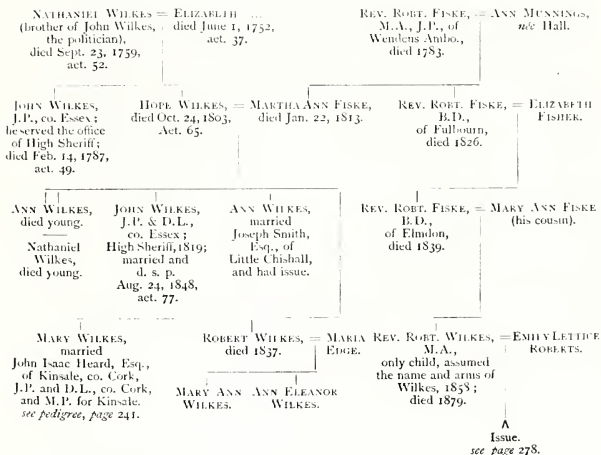 NATHANIEL WILKES = ELIZABETH ...
(brother of John Wilkes, died June 1, 1752,
the politician), aet. 37.
died Sept. 23, 1759,
aet. 52.
REV. ROBT. FISKE, = ANN MUNNINGS,
M.A., J.P., of née Hall.
Wendens Ambo.,
died 1783.
JOHN WILKES,
J.P., co. Essex;
he served the office
of High Sheriff;
died Feb. 14, 1787,
aet. 49.
HOPE WILKES, = MARTHA ANN FISKE,
died Oct. 24, 1803, died Jan. 22, 1813.
Aet. 65.
REV. ROBT. FISKE, = ELIZABETH
B.D., FISHER.
of Fulbourn,
died 1826.
ANN WILKES,
died young.
Nathaniel
Wilkes,
died young.
JOHN WILKES,
J.P. & D.L.,
co. Essex;
High Sheriff, 1819;
married and
d. s. p.
Aug. 24, 1848,
aet. 77.
ANN WILKES,
married
Joseph Smith,
Esq., of
Little Chishall,
and had issue.
REV. ROBT. FISKE, = MARY ANN FISKE
B.D., (his cousin).
of Elmdon,
died 1839.
MARY WILKES,
married
John Isaac Heard, Esq.,
of Kinsale, co. Cork,
J.P. and D.L., co. Cork,
and M.P. for Kinsale.
see pedigree, page 241.
ROBERT WILKES, = MARIA
died 1837. EDGE.
MARY ANN ANN ELEANOR
WILKES. WILKES.
REV. ROBT. WILKES, = EMILY LETTICE
M.A., ROBERTS.
only child, assumed
the name and arms of
Wilkes, 1858;
died 1879.
Issue.
see page 278.